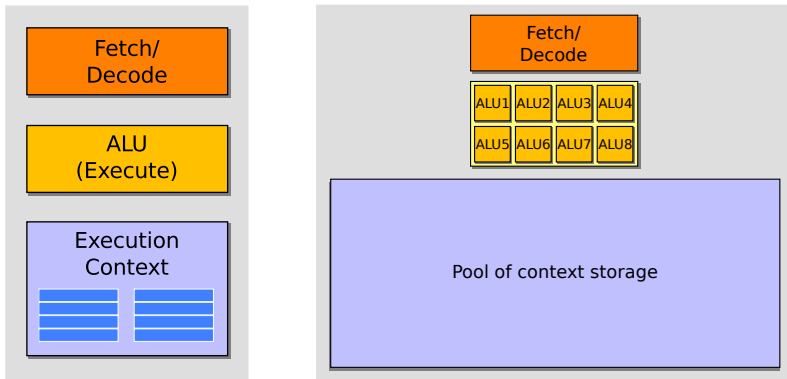 Fetch/
Decode
ALU
(Execute)
Execution
Context
Fetch/
Decode
ALU1 ALU2 ALU3 ALU4
ALU5 ALU6 ALU7 ALU8
Pool of context storage